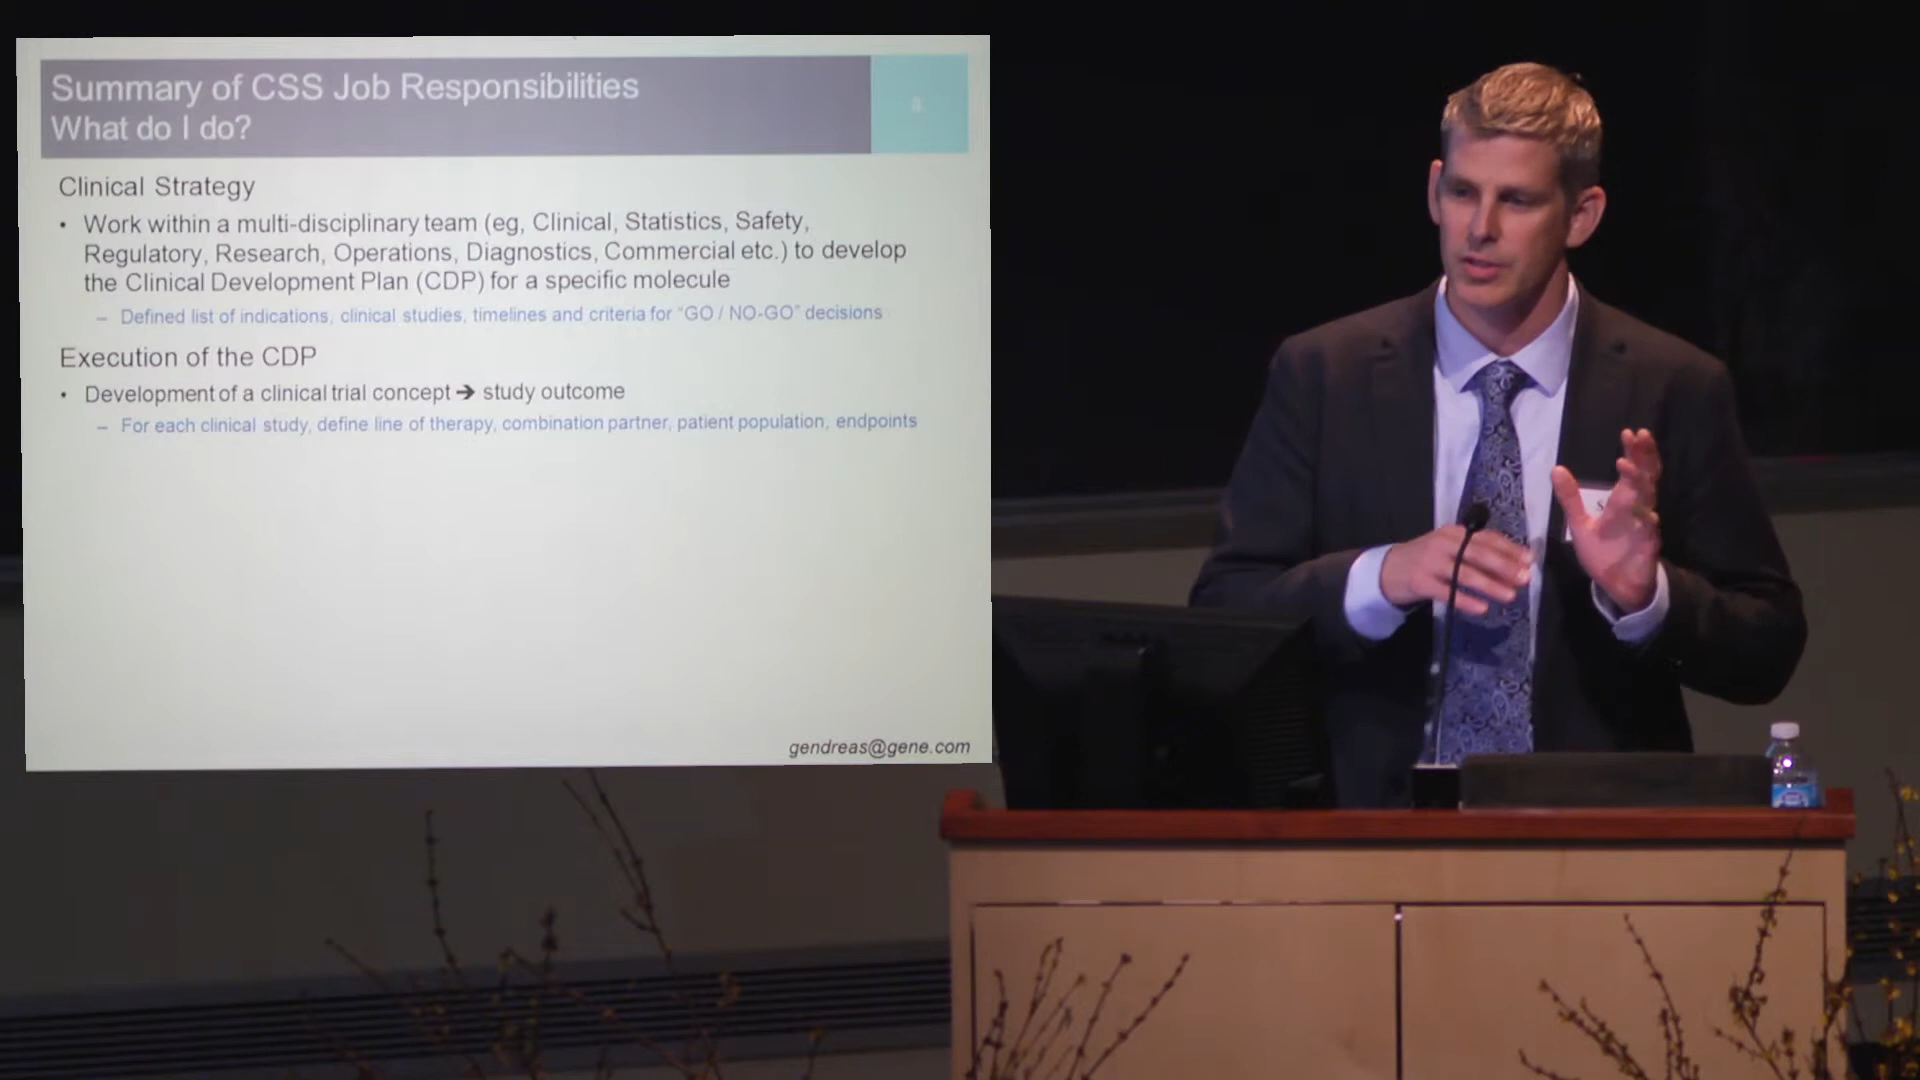 Summary of CSS Job Responsibilities
What do I do?
8
Clinical Strategy
• Work within a multi-disciplinary team (eg, Clinical, Statistics, Safety,
Regulatory, Research, Operations, Diagnostics, Commercial etc.) to develop
the Clinical Development Plan (CDP) for a specific molecule
– Defined list of indications, clinical studies, timelines and criteria for “GO / NO-GO” decisions
Execution of the CDP
• Development of a clinical trial concept ➔ study outcome
– For each clinical study, define line of therapy, combination partner, patient population, endpoints
gendreas@gene.com